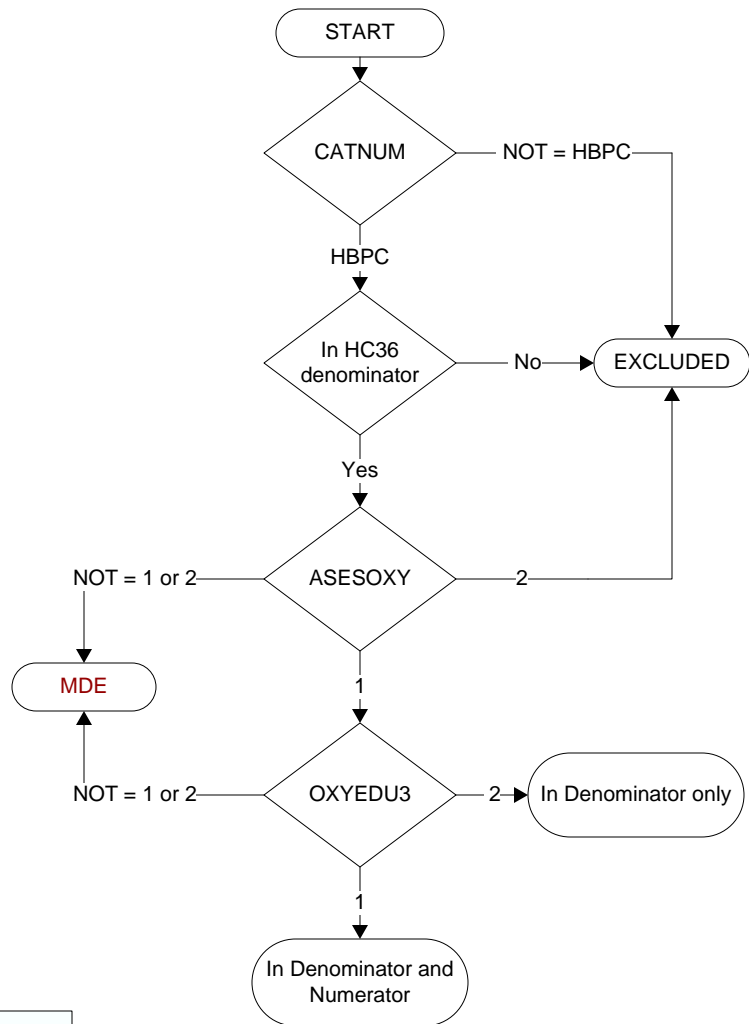 START
CATNUM
NOT = HBPC
HBPC
In HC36
denominator
No
EXCLUDED
Yes
NOT = 1 or 2
ASESOXY
2
MDE
1
NOT = 1 or 2
OXYEDU3
2
In Denominator only
1
In Denominator and
Numerator